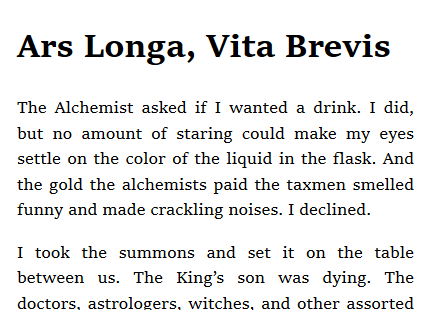 Ars Longa, Vita Brevis
The Alchemist asked if I wanted a drink. I did,
but no amount of staring could make my eyes
settle on the color of the liquid in the flask. And
the gold the alchemists paid the taxmen smelled
funny and made crackling noises. I declined.
I took the summons and set it on the table
between us. The King’s son was dying. The
doctors, astrologers, witches, and other assorted